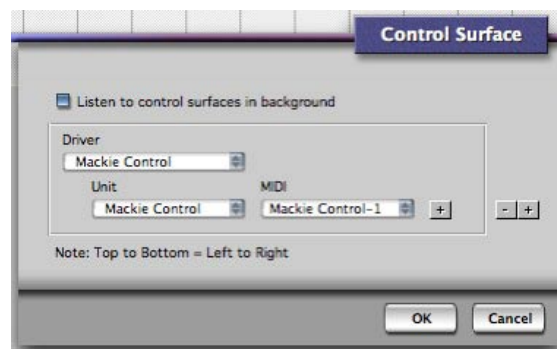 Control Surface
Listen to control surfaces in background
Driver
Mackie Control
Unit MIDI
Mackie Control Mackie Control-1 + - +
Note: Top to Bottom = Left to Right
OK Cancel